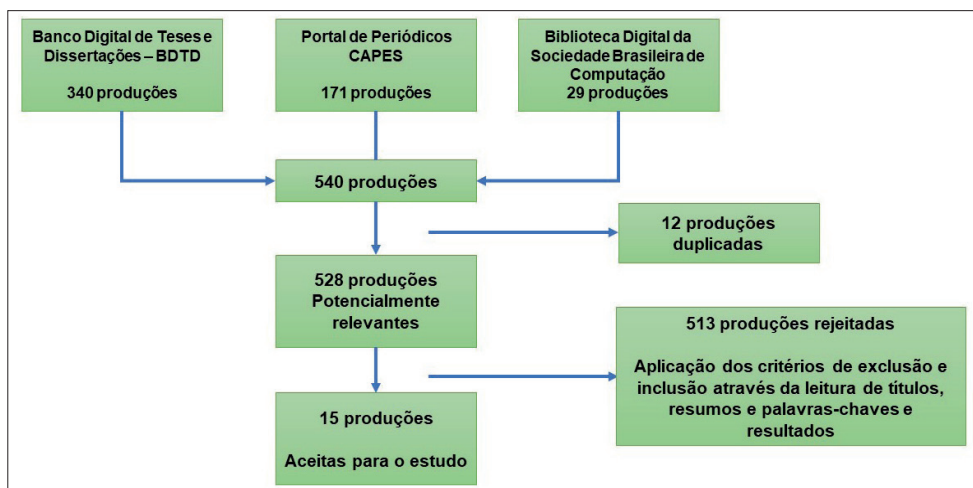 Banco Digital de Teses e
Dissertações – BDTD
340 produções
Portal de Periódicos
CAPES
171 produções
Biblioteca Digital da
Sociedade Brasileira de
Computação
29 produções
540 produções
12 produções
duplicadas
528 produções
Potencialmente
relevantes
513 produções rejeitadas
Aplicação dos critérios de exclusão e
inclusão através da leitura de títulos,
resumos e palavras-chaves e
resultados
15 produções
Aceitas para o estudo